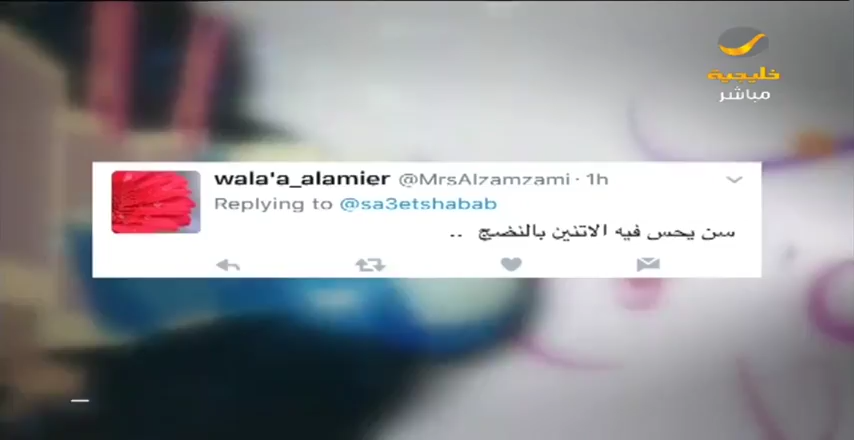 خليجية
مباشر
wala'a_alamier @MrsAlzamzami · 1h
Replying to @sa3etshabab
سن يحس فيه الاتنين بالنضج ..